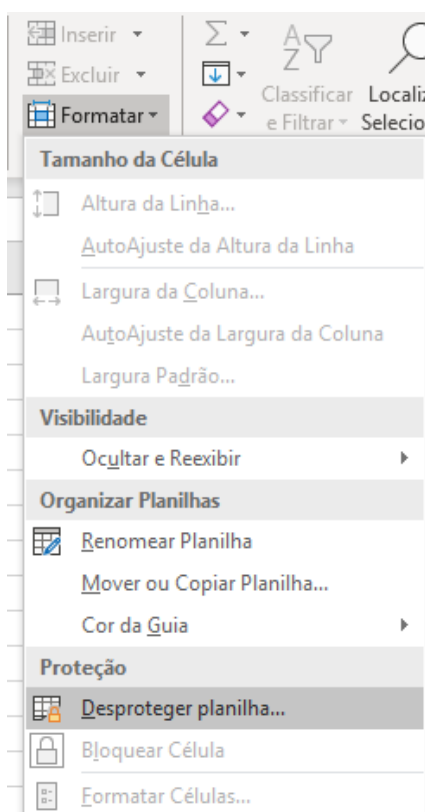 Inserir
Excluir
Formatar
Classificar
e Filtrar
Tamanho da Célula
Altura da Linha...
AutoAjuste da Altura da Linha
Largura da Coluna...
AutoAjuste da Largura da Coluna
Largura Padrão...
Visibilidade
Ocultar e Reexibir
Organizar Planilhas
Renomear Planilha
Mover ou Copiar Planilha...
Cor da Guia
Proteção
Desproteger planilha...
Bloquear Célula
Formatar Células...